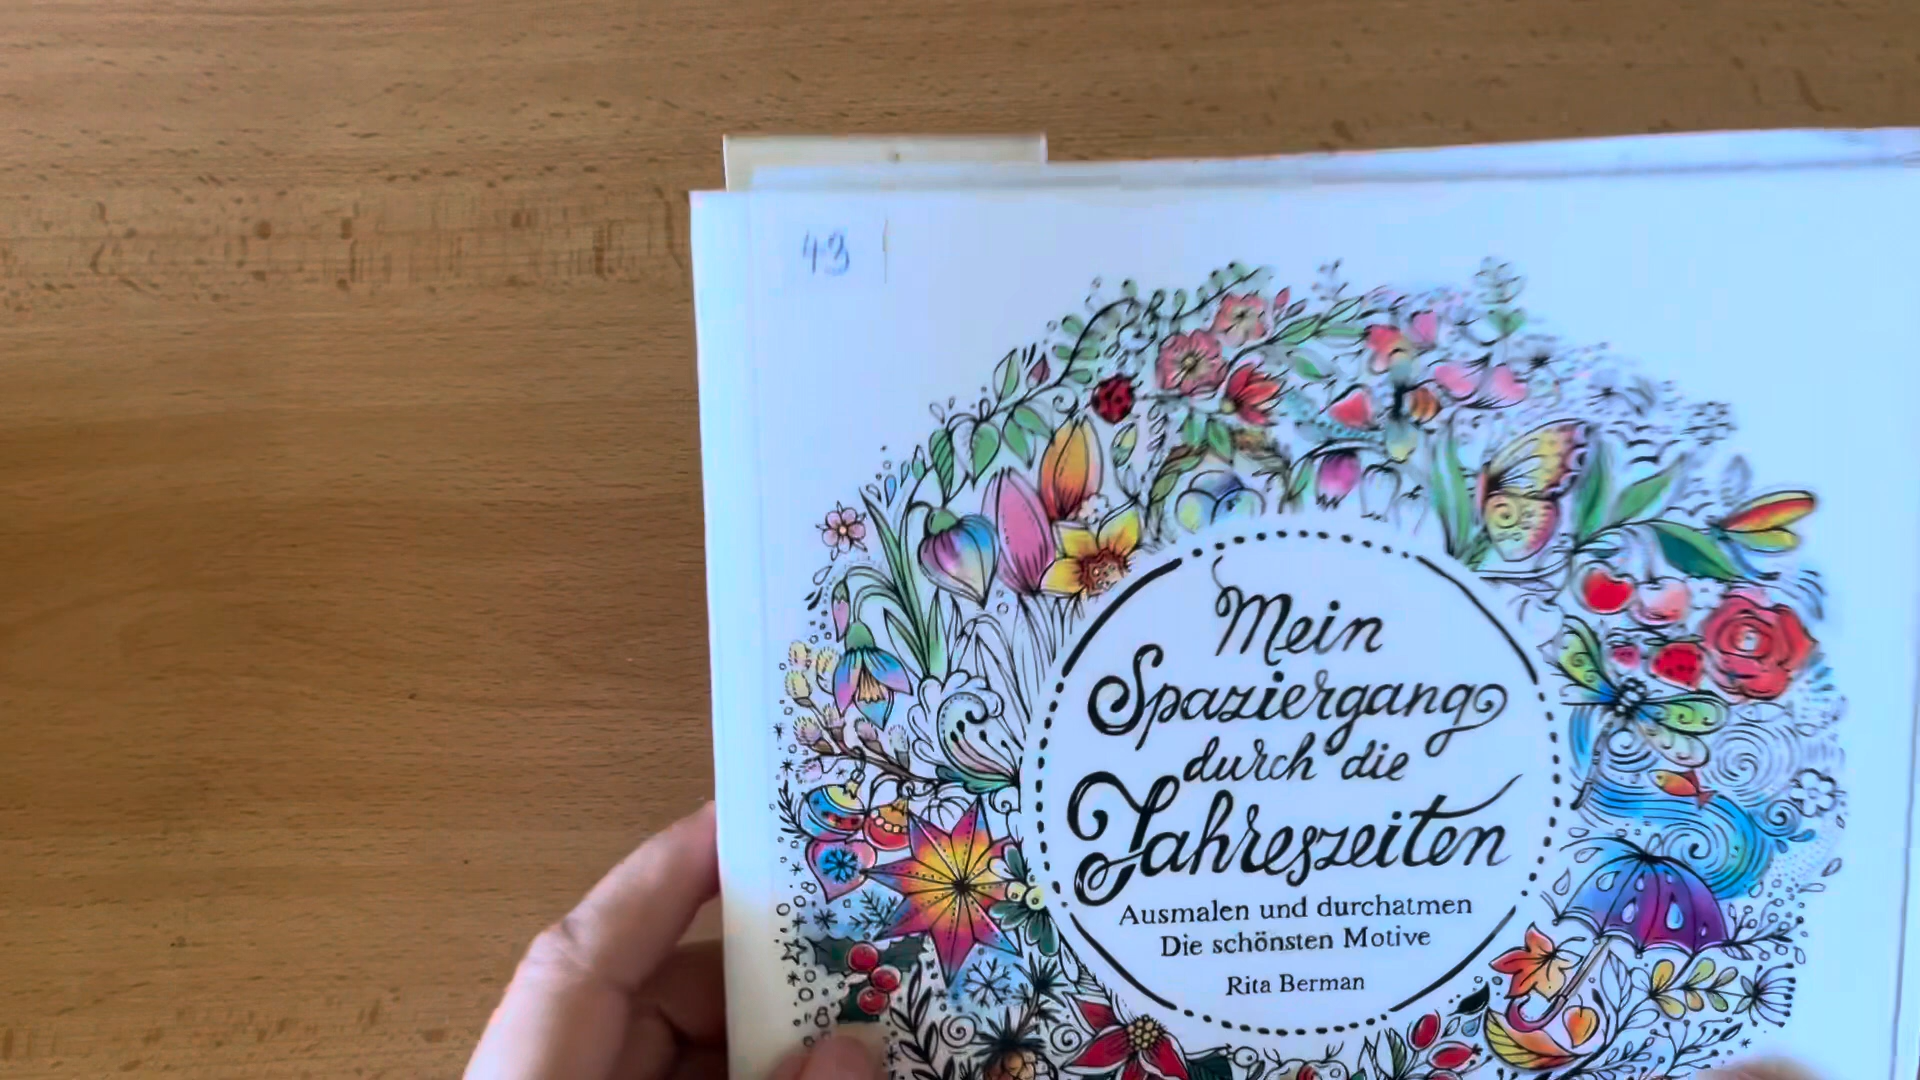 43
Mein
Spaziergang
durch die
Jahreszeiten
Ausmalen und durchatmen
Die schönsten Motive
Rita Berman